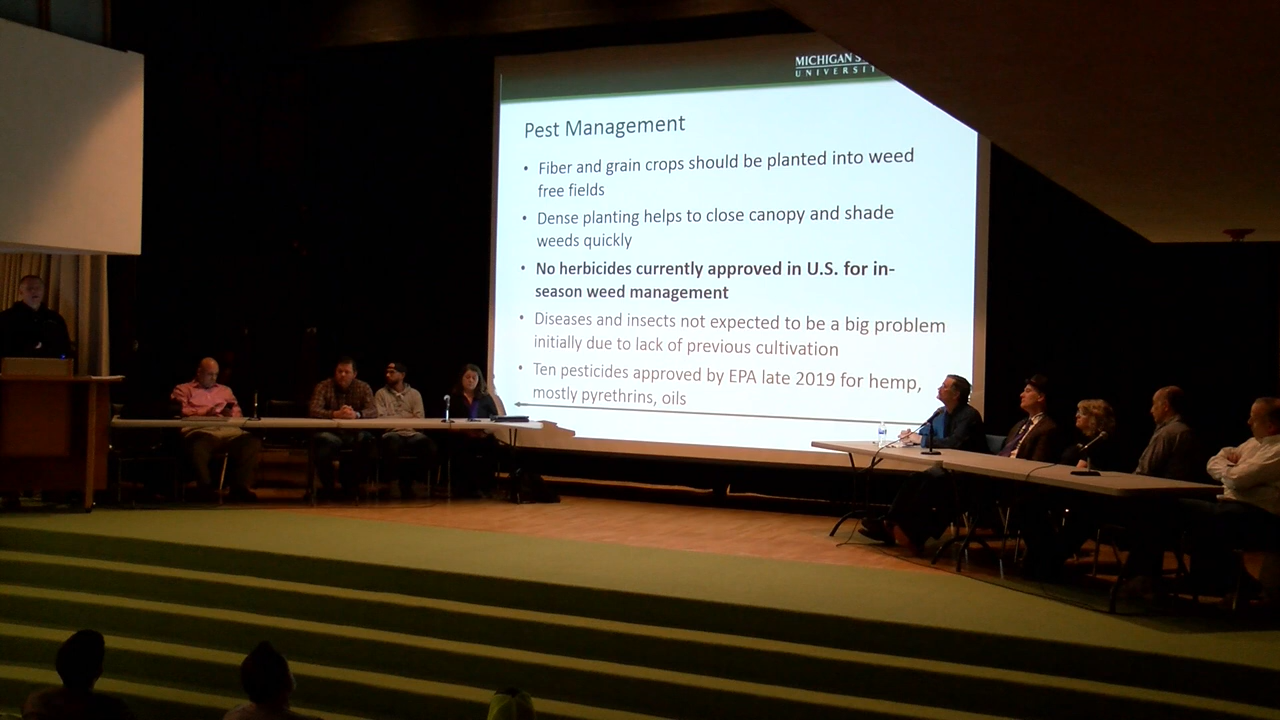 MICHIGAN S
UNIVERSIT
Pest Management
• Fiber and grain crops should be planted into weed
free fields
• Dense planting helps to close canopy and shade
weeds quickly
• No herbicides currently approved in U.S. for in-
season weed management
• Diseases and insects not expected to be a big problem
initially due to lack of previous cultivation
• Ten pesticides approved by EPA late 2019 for hemp,
mostly pyrethrins, oils